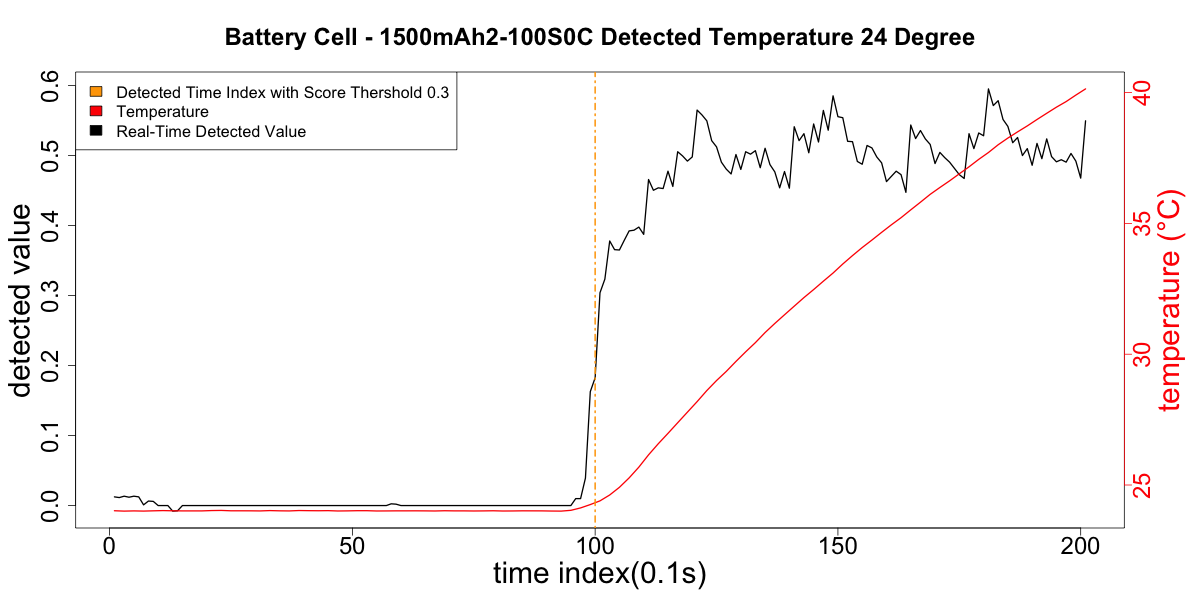 Battery Cell - 1500mAh2-100S0C Detected Temperature 24 Degree
Detected Time Index with Score Thershold 0.3
Temperature
Real-Time Detected Value
0.6
0.5
0.4
0.3
0.2
0.1
0.0
detected value
40
35
30
25
temperature (°C)
0 50 100 150 200
time index(0.1s)